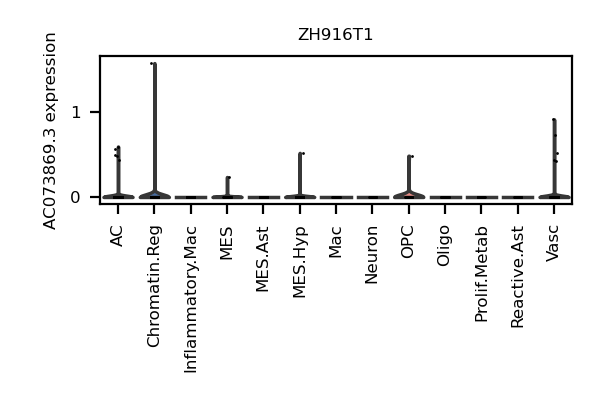 ZH916T1
AC073869.3 expression
1
0
AC
Chromatin.Reg
Inflammatory.Mac
MES
MES.Ast
MES.Hyp
Mac
Neuron
OPC
Oligo
Prolif.Metab
Reactive.Ast
Vasc